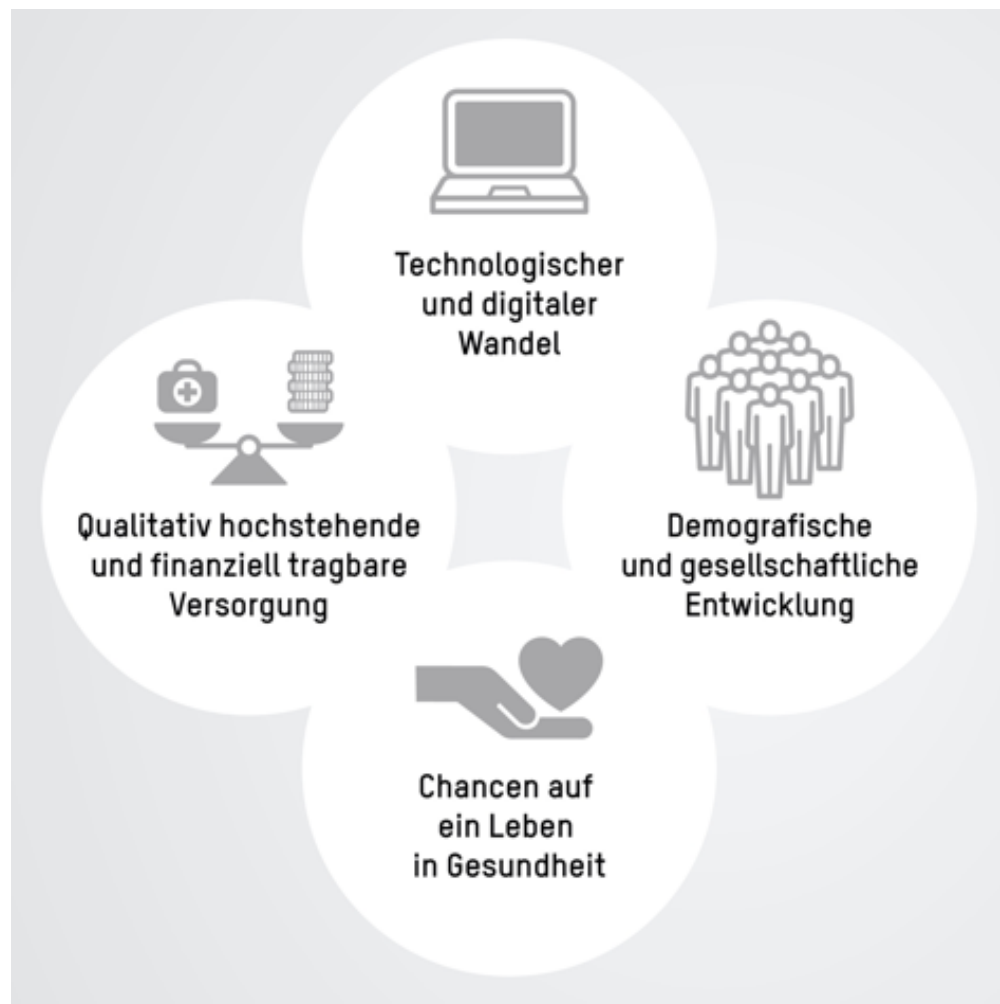 Technologischer
und digitaler
Wandel
Qualitativ hochstehende
und finanziell tragbare
Versorgung
Demografische
und gesellschaftliche
Entwicklung
Chancen auf
ein Leben
in Gesundheit